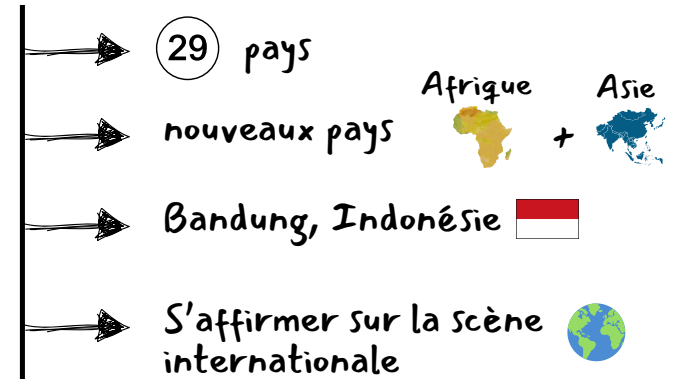 29 pays
Afrique Asie
nouveaux pays +
Bandung, Indonésie
S'affirmer sur la scène
internationale